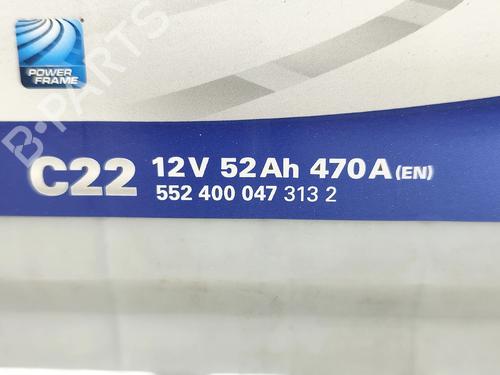 POWER
FRAME
B-PARTS
C22 12V 52Ah 470A(EN)
552 400 047 313 2